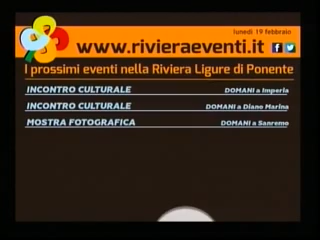 lunedì 19 febbraio
www.rivieraeventi.it
I prossimi eventi nella Riviera Ligure di Ponente
INCONTRO CULTURALE DOMANI a Imperia
INCONTRO CULTURALE DOMANI a Diano Marina
MOSTRA FOTOGRAFICA DOMANI a Sanremo